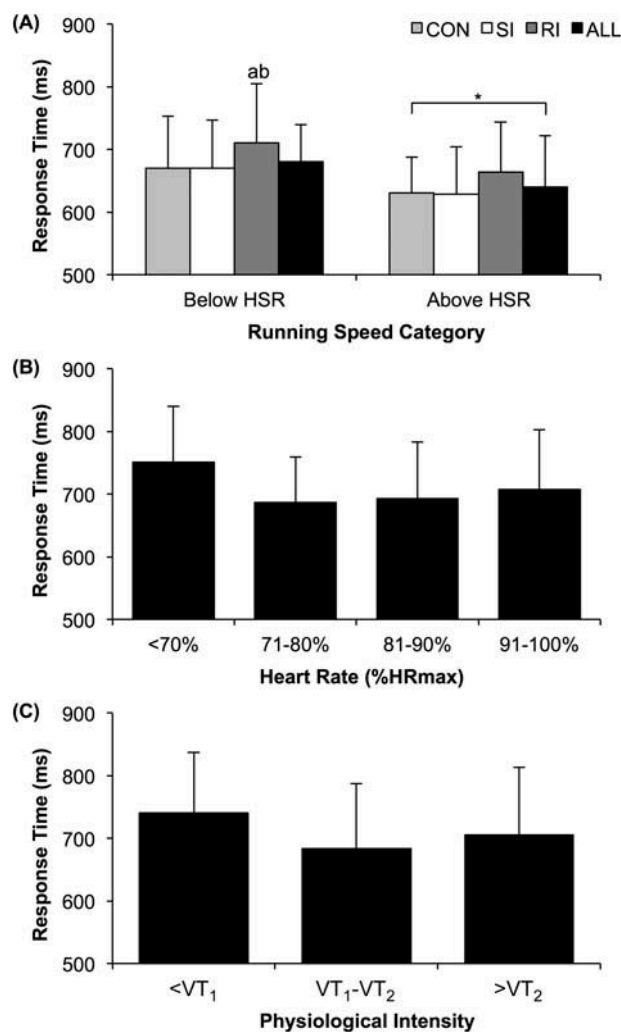 (A)
CON SI RI ALL
Response Time (ms)
900
800
700
600
500
ab
*
Below HSR Above HSR
Running Speed Category
(B)
Response Time (ms)
900
800
700
600
500
<70% 71-80% 81-90% 91-100%
Heart Rate (%HRmax)
(C)
Response Time (ms)
900
800
700
600
500
<VT₁ VT₁-VT₂ >VT₂
Physiological Intensity